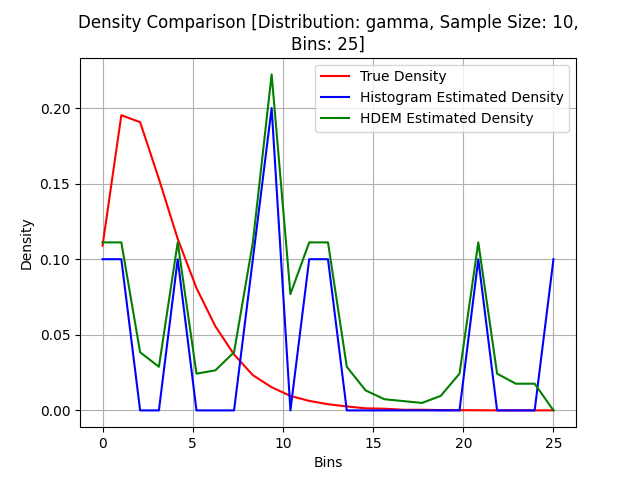 Density Comparison [Distribution: gamma, Sample Size: 10,
Bins: 25]
True Density
Histogram Estimated Density
HDEM Estimated Density
Density
0.20
0.15
0.10
0.05
0.00
0 5 10 15 20 25
Bins